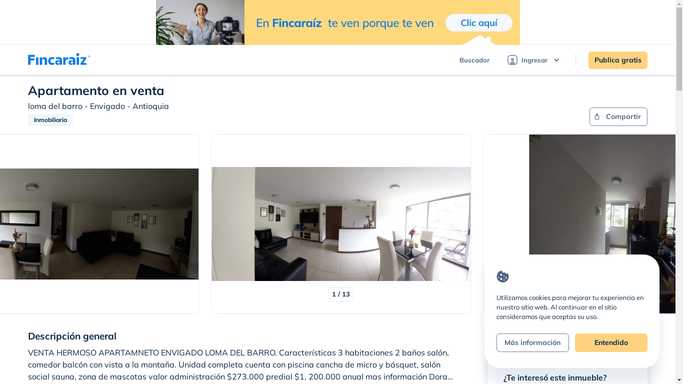 En Fincaraíz te ven porque te ven
Clic aquí
Fincaraiz
Buscador
Ingresar
Publica gratis
Apartamento en venta
loma del barro - Envigado - Antioquia
Inmobiliaria
Compartir
1 / 13
Utilizamos cookies para mejorar tu experiencia en
nuestro sitio web. Al continuar en el sitio
consideramos que aceptas su uso.
Más información
Entendido
Descripción general
VENTA HERMOSO APARTAMNETO ENVIGADO LOMA DEL BARRO. Características 3 habitaciones 2 baños salón,
comedor balcón con vista a la montaña. Unidad completa cuenta con piscina cancha de micro y bósquet, salón
social sauna, zona de mascotas valor administración $273.000 predial $1, 200.000 anual mas información Dora...
¿Te interesó este inmueble?